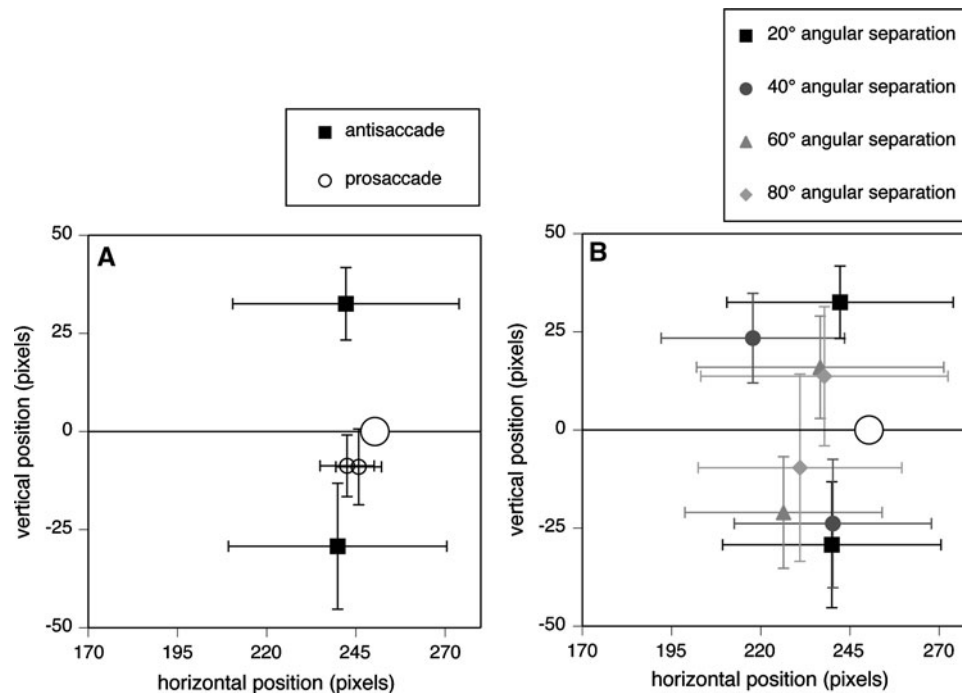 antisaccade
prosaccade
20° angular separation
40° angular separation
60° angular separation
80° angular separation
A
50
25
0
-25
-50
vertical position (pixels)
170
195
220
245
270
horizontal position (pixels)
B
50
25
0
-25
-50
vertical position (pixels)
170
195
220
245
270
horizontal position (pixels)